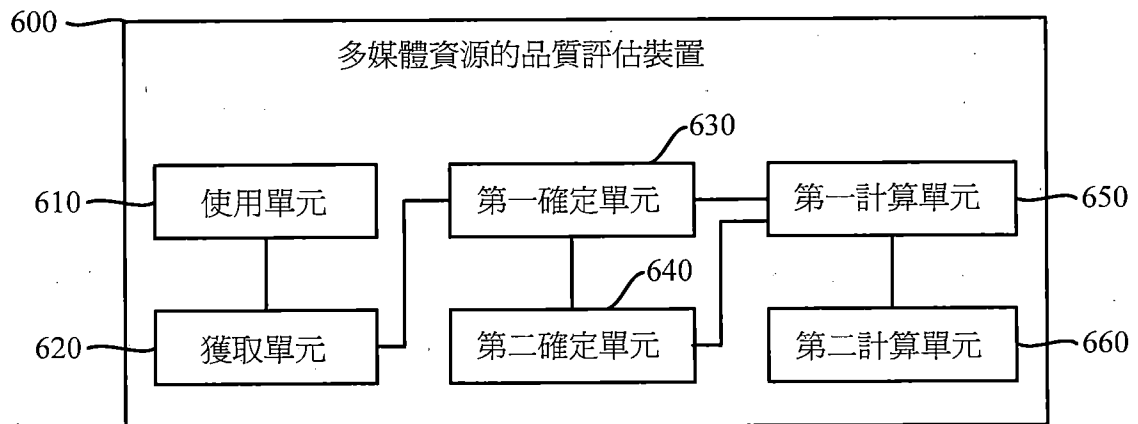 600
多媒體資源的品質評估裝置
630
610
使用單元
第一確定單元
第一計算單元
650
640
620
獲取單元
第二確定單元
第二計算單元
660